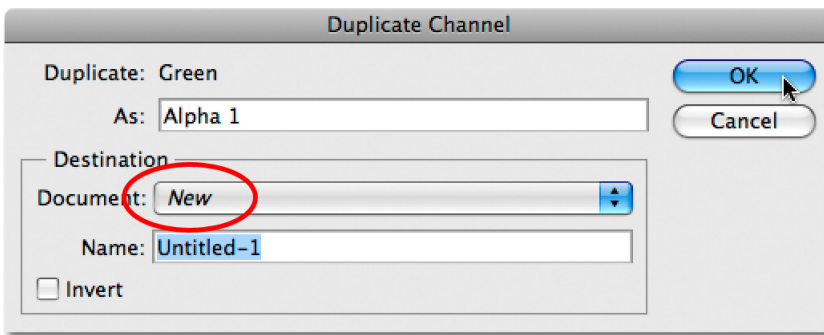 Duplicate Channel
Duplicate: Green
OK
As: Alpha 1
Cancel
Destination
Document: New
Name: Untitled-1
Invert